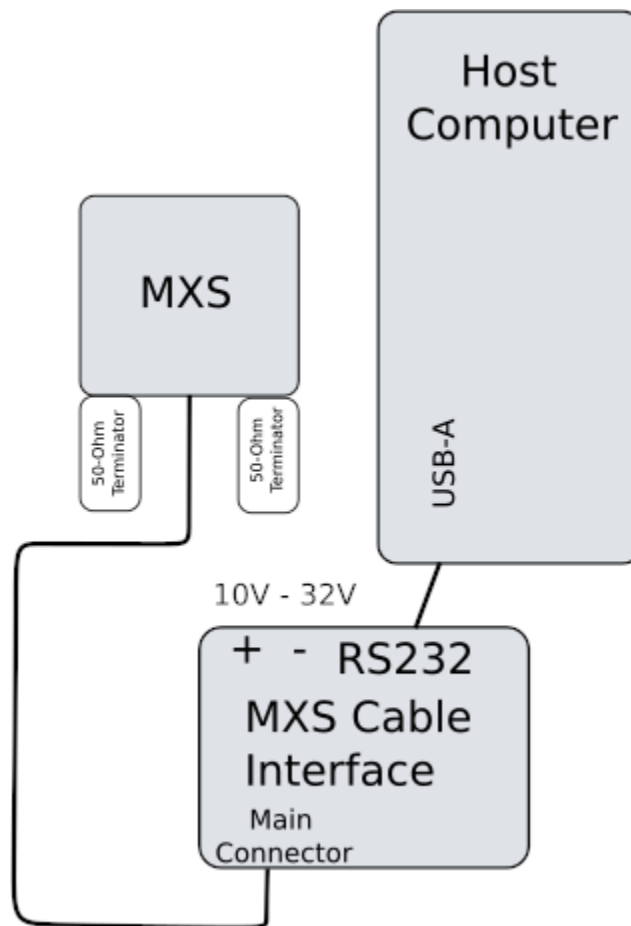 Host
Computer
MXS
50-Ohm
Terminator
50-Ohm
Terminator
USB-A
10V - 32V
+ - RS232
MXS Cable
Interface
Main
Connector